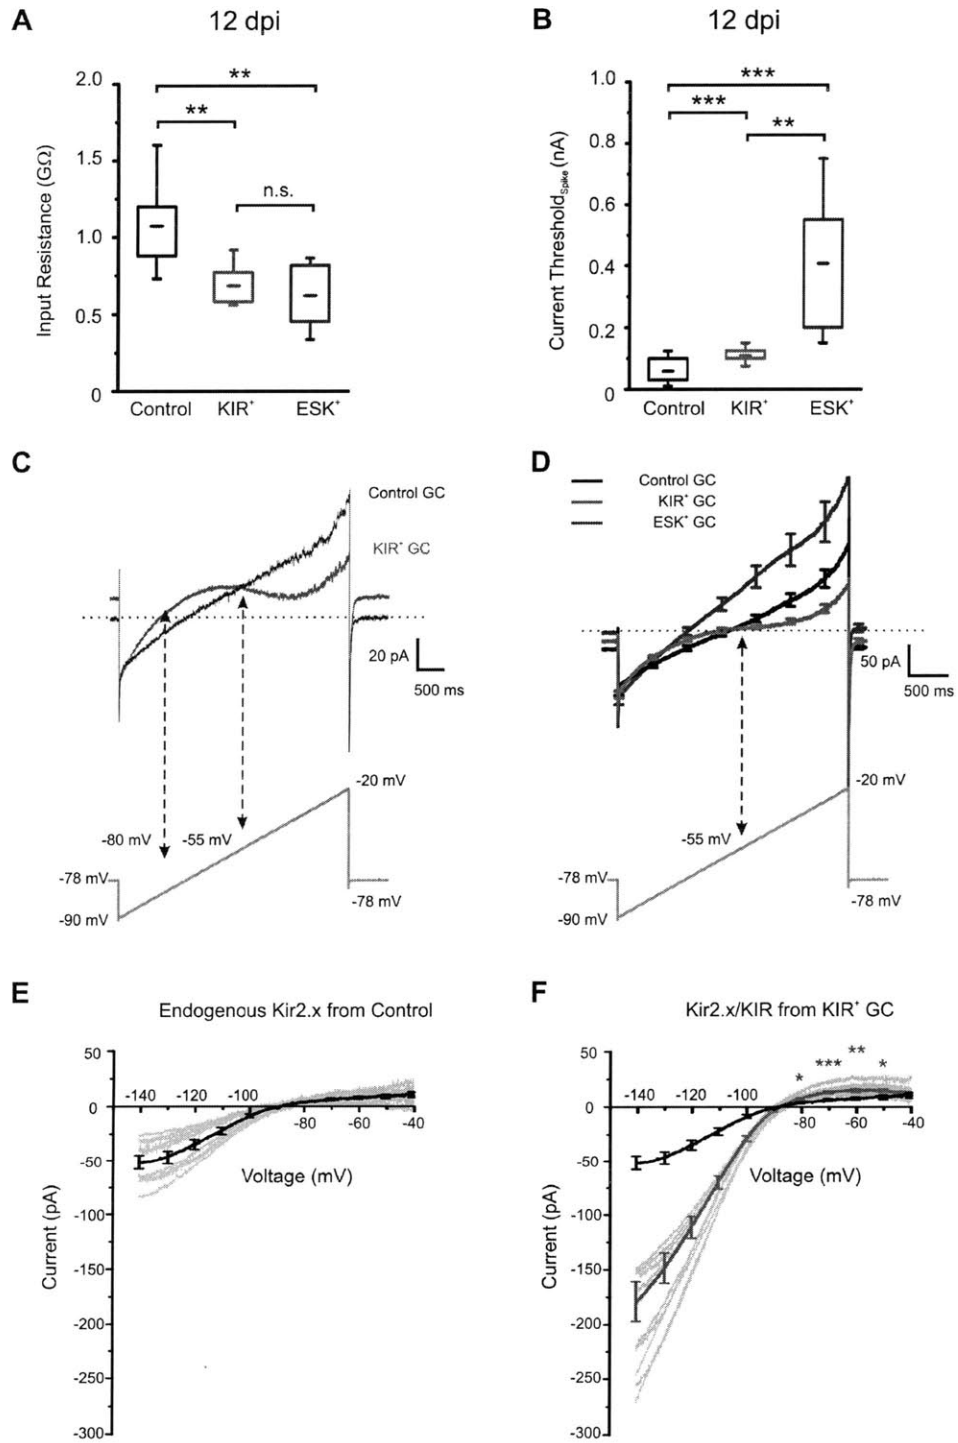 A
12 dpi
Input Resistance (GΩ)
2.0
1.5
1.0
0.5
0
**
**
n.s.
Control KIR+ ESK+
B
12 dpi
Current ThresholdSpike (nA)
1.0
0.8
0.6
0.4
0.2
0
***
***
**
Control KIR+ ESK+
C
Control GC
KIR+ GC
20 pA
500 ms
-20 mV
-80 mV
-55 mV
-78 mV
-78 mV
-90 mV
D
Control GC
KIR+ GC
ESK+ GC
50 pA
500 ms
-20 mV
-55 mV
-78 mV
-78 mV
-90 mV
E
Endogenous Kir2.x from Control
50
0
-50
-100
-150
-200
-250
-300
-140 -120 -100
-80 -60 -40
Voltage (mV)
Current (pA)
F
Kir2.x/KIR from KIR+ GC
50
0
-50
-100
-150
-200
-250
-300
-140 -120 -100
-80 -60 -40
* *** ** *
Voltage (mV)
Current (pA)